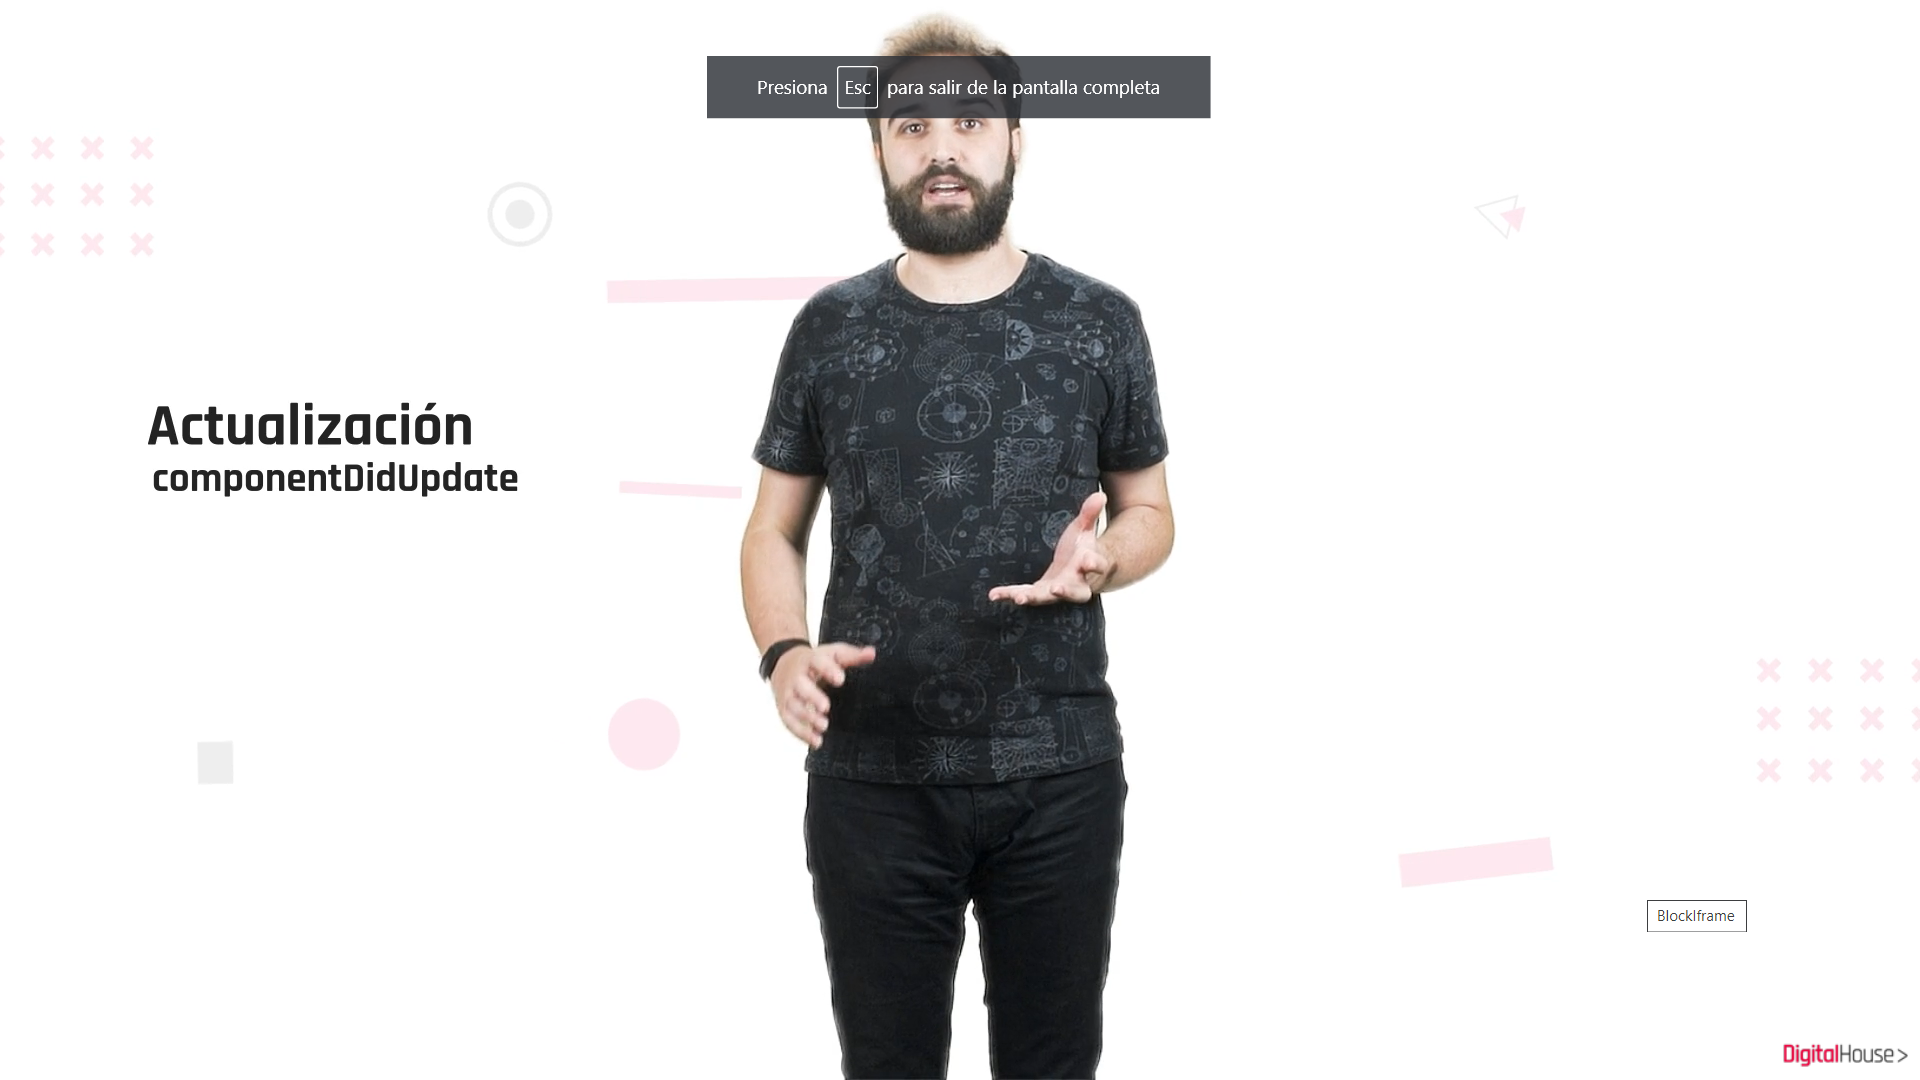 Presiona Esc para salir de la pantalla completa
Actualización
componentDidUpdate
BlockIframe
DigitalHouse>